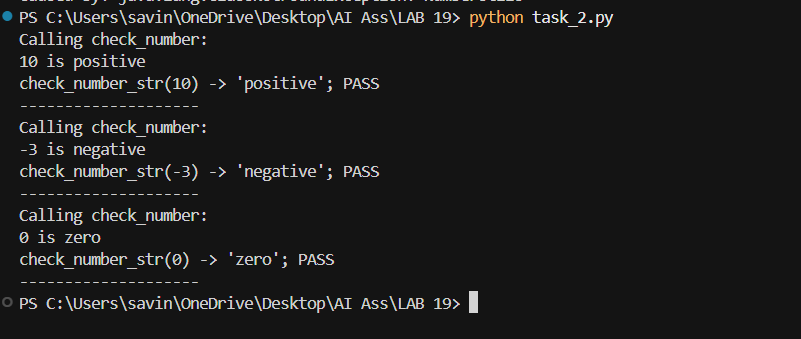 PS C:\Users\savin\OneDrive\Desktop\AI Ass\LAB 19> python task_2.py
Calling check_number:
10 is positive
check_number_str(10) -> 'positive'; PASS
--------------------
Calling check_number:
-3 is negative
check_number_str(-3) -> 'negative'; PASS
--------------------
Calling check_number:
0 is zero
check_number_str(0) -> 'zero'; PASS
--------------------
PS C:\Users\savin\OneDrive\Desktop\AI Ass\LAB 19>